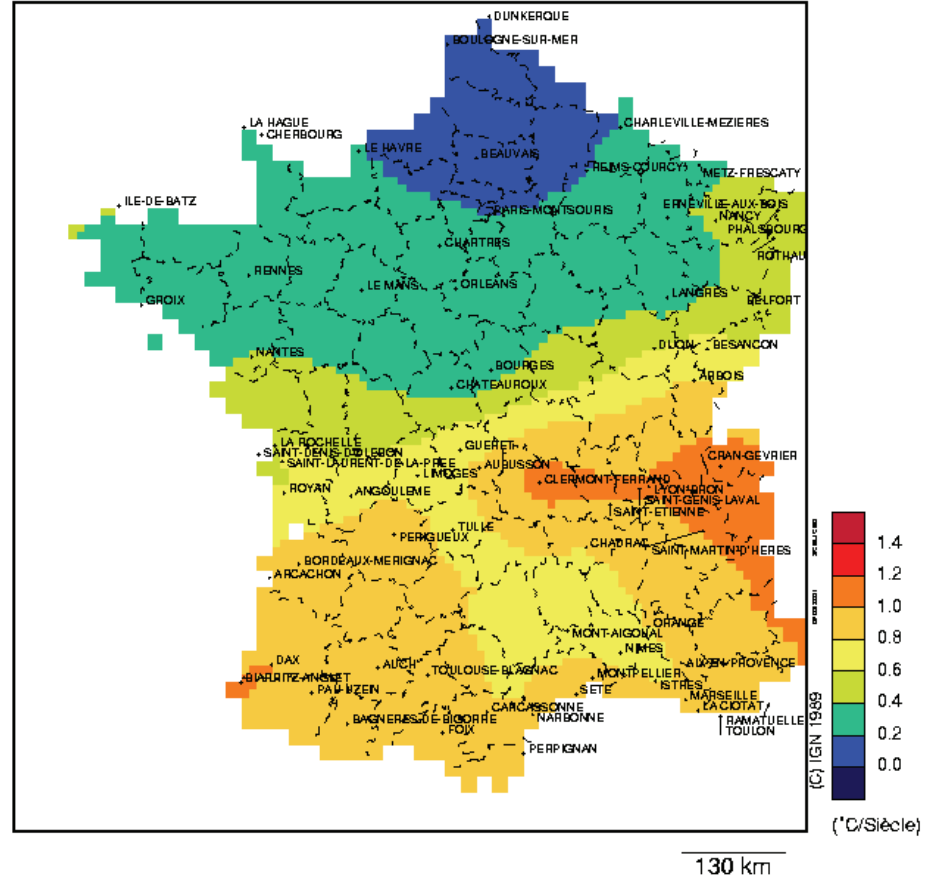 DUNKERQUE
BOULOGNE-SUR-MER
LA HAGUE
CHERBOURG
CHARLEVILLE-MEZIERES
LE HAVRE
BEAUVAIS
REIMS-COURCY
METZ-FRESCATY
ILE-DE-BATZ
PARIS-MONTSOURIS
ERNEVILLE-AUX-BOIS
NANCY
PHALSBOURG
CHARTRES
ROTHAU
RENNES
LE MANS
ORLEANS
LANGRES
GROIX
BELFORT
NANTES
DIJON
BESANCON
BOURGES
ARBOIS
CHATEAUROUX
LA ROCHELLE
GUERET
SAINT-DENIS-D'OLERON
CRAN-GEVRIER
SAINT-LAURENT-DE-LA-PREE
AUBUSSON
LIMOGES
CLERMONT-FERRAND
ROYAN
ANGOULEME
LYON-BRON
SAINT-GENIS-LAVAL
SAINT-ETIENNE
TULLE
PERIGUEUX
CHADRAC
SAINT-MARTIN-D'HERES
BORDEAUX-MERIGNAC
ARCACHON
ORANGE
MONT-AIGOUAL
NIMES
DAX
AUCH
TOULOUSE-BLAGNAC
AIX-EN-PROVENCE
BIARRITZ-ANGLET
MONTPELLIER
PAU-UZEIN
SETE
ISTRES
MARSEILLE
CARCASSONNE
LA CIOTAT
BAGNERES-DE-BIGORRE
NARBONNE
RAMATUELLE
FOIX
TOULON
PERPIGNAN
(C) IGN 1989
1.4
1.2
1.0
0.8
0.6
0.4
0.2
0.0
(°C/Siècle)
130 km